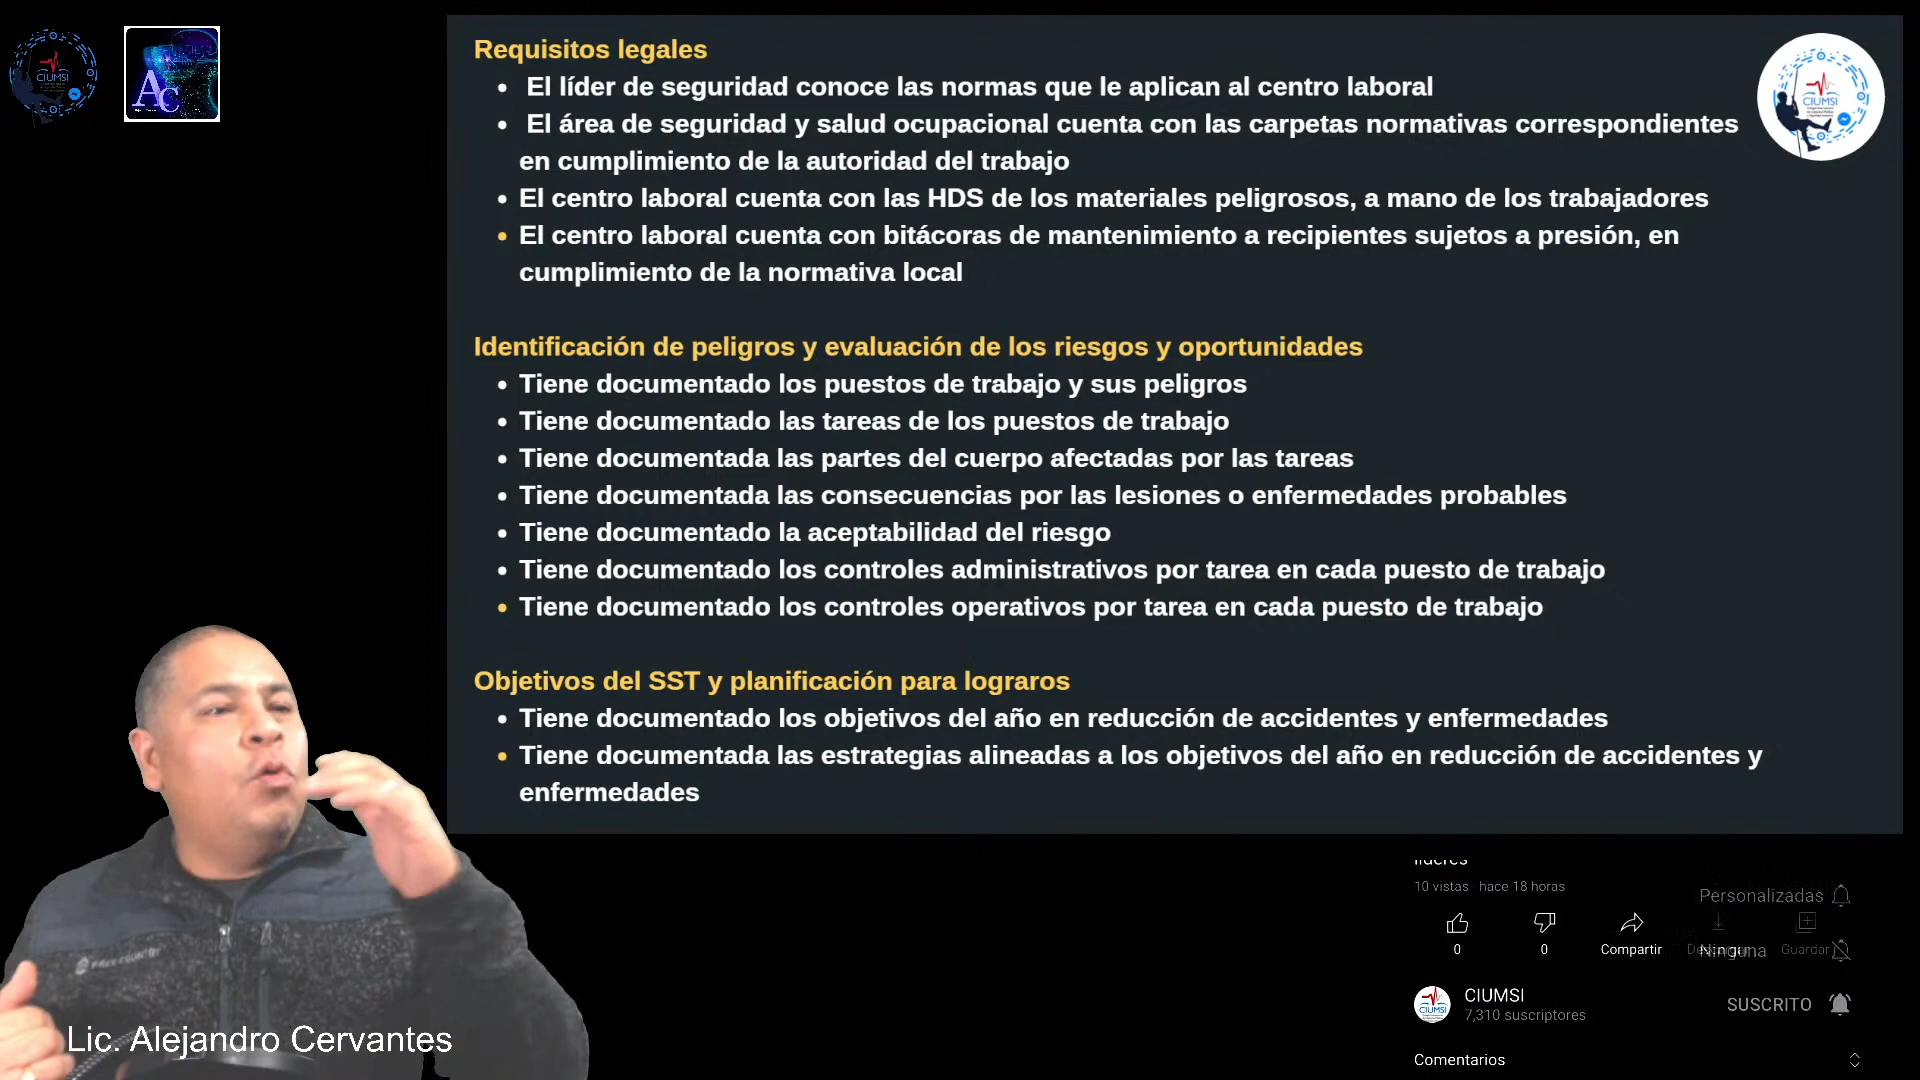 CIUMSI
AC
Requisitos legales
El líder de seguridad conoce las normas que le aplican al centro laboral
El área de seguridad y salud ocupacional cuenta con las carpetas normativas correspondientes
en cumplimiento de la autoridad del trabajo
El centro laboral cuenta con las HDS de los materiales peligrosos, a mano de los trabajadores
El centro laboral cuenta con bitácoras de mantenimiento a recipientes sujetos a presión, en
cumplimiento de la normativa local
CIUMSI
Identificación de peligros y evaluación de los riesgos y oportunidades
Tiene documentado los puestos de trabajo y sus peligros
Tiene documentado las tareas de los puestos de trabajo
Tiene documentada las partes del cuerpo afectadas por las tareas
Tiene documentada las consecuencias por las lesiones o enfermedades probables
Tiene documentado la aceptabilidad del riesgo
Tiene documentado los controles administrativos por tarea en cada puesto de trabajo
Tiene documentado los controles operativos por tarea en cada puesto de trabajo
Objetivos del SST y planificación para lograros
Tiene documentado los objetivos del año en reducción de accidentes y enfermedades
Tiene documentada las estrategias alineadas a los objetivos del año en reducción de accidentes y
enfermedades
Lic. Alejandro Cervantes
líderes
10 vistas · hace 18 horas
Personalizadas
0
0
Compartir
Ninguna
Guardar
CIUMSI
7,310 suscriptores
SUSCRITO
Comentarios